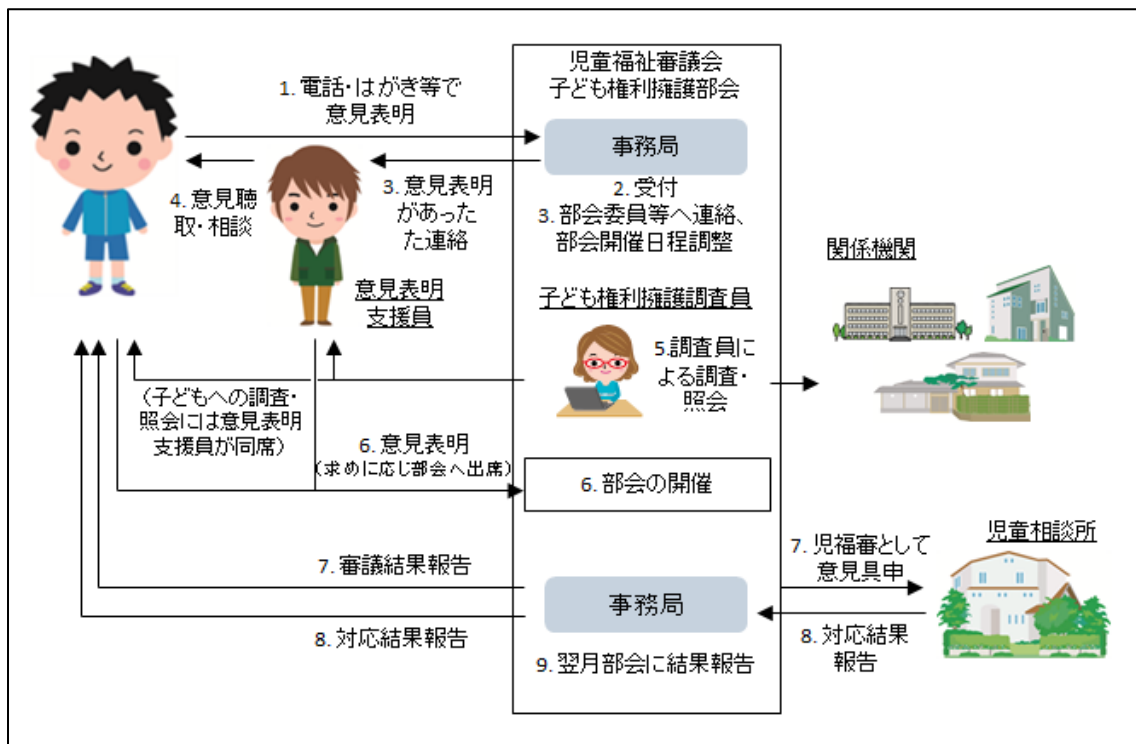 児童福祉審議会
子ども権利擁護部会
1. 電話・はがき等で
意見表明
事務局
2. 受付
3. 部会委員等へ連絡、
部会開催日程調整
3. 意見表明
があった
た連絡
4. 意見聴
取・相談
意見表明
支援員
関係機関
子ども権利擁護調査員
5.調査員に
よる調査・
照会
(子どもへの調査・
照会には意見表明
支援員が同席)
6. 意見表明
(求めに応じ部会へ出席)
6. 部会の開催
児童相談所
7. 審議結果報告
7. 児福審として
意見具申
事務局
8. 対応結果報告
8. 対応結果
報告
9. 翌月部会に結果報告